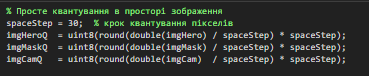 % Просте квантування в просторі зображення
spaceStep = 30;  % крок квантування пікселів
imgHeroQ  = uint8(round(double(imgHero) / spaceStep) * spaceStep);
imgMaskQ  = uint8(round(double(imgMask) / spaceStep) * spaceStep);
imgCamQ   = uint8(round(double(imgCam)  / spaceStep) * spaceStep);